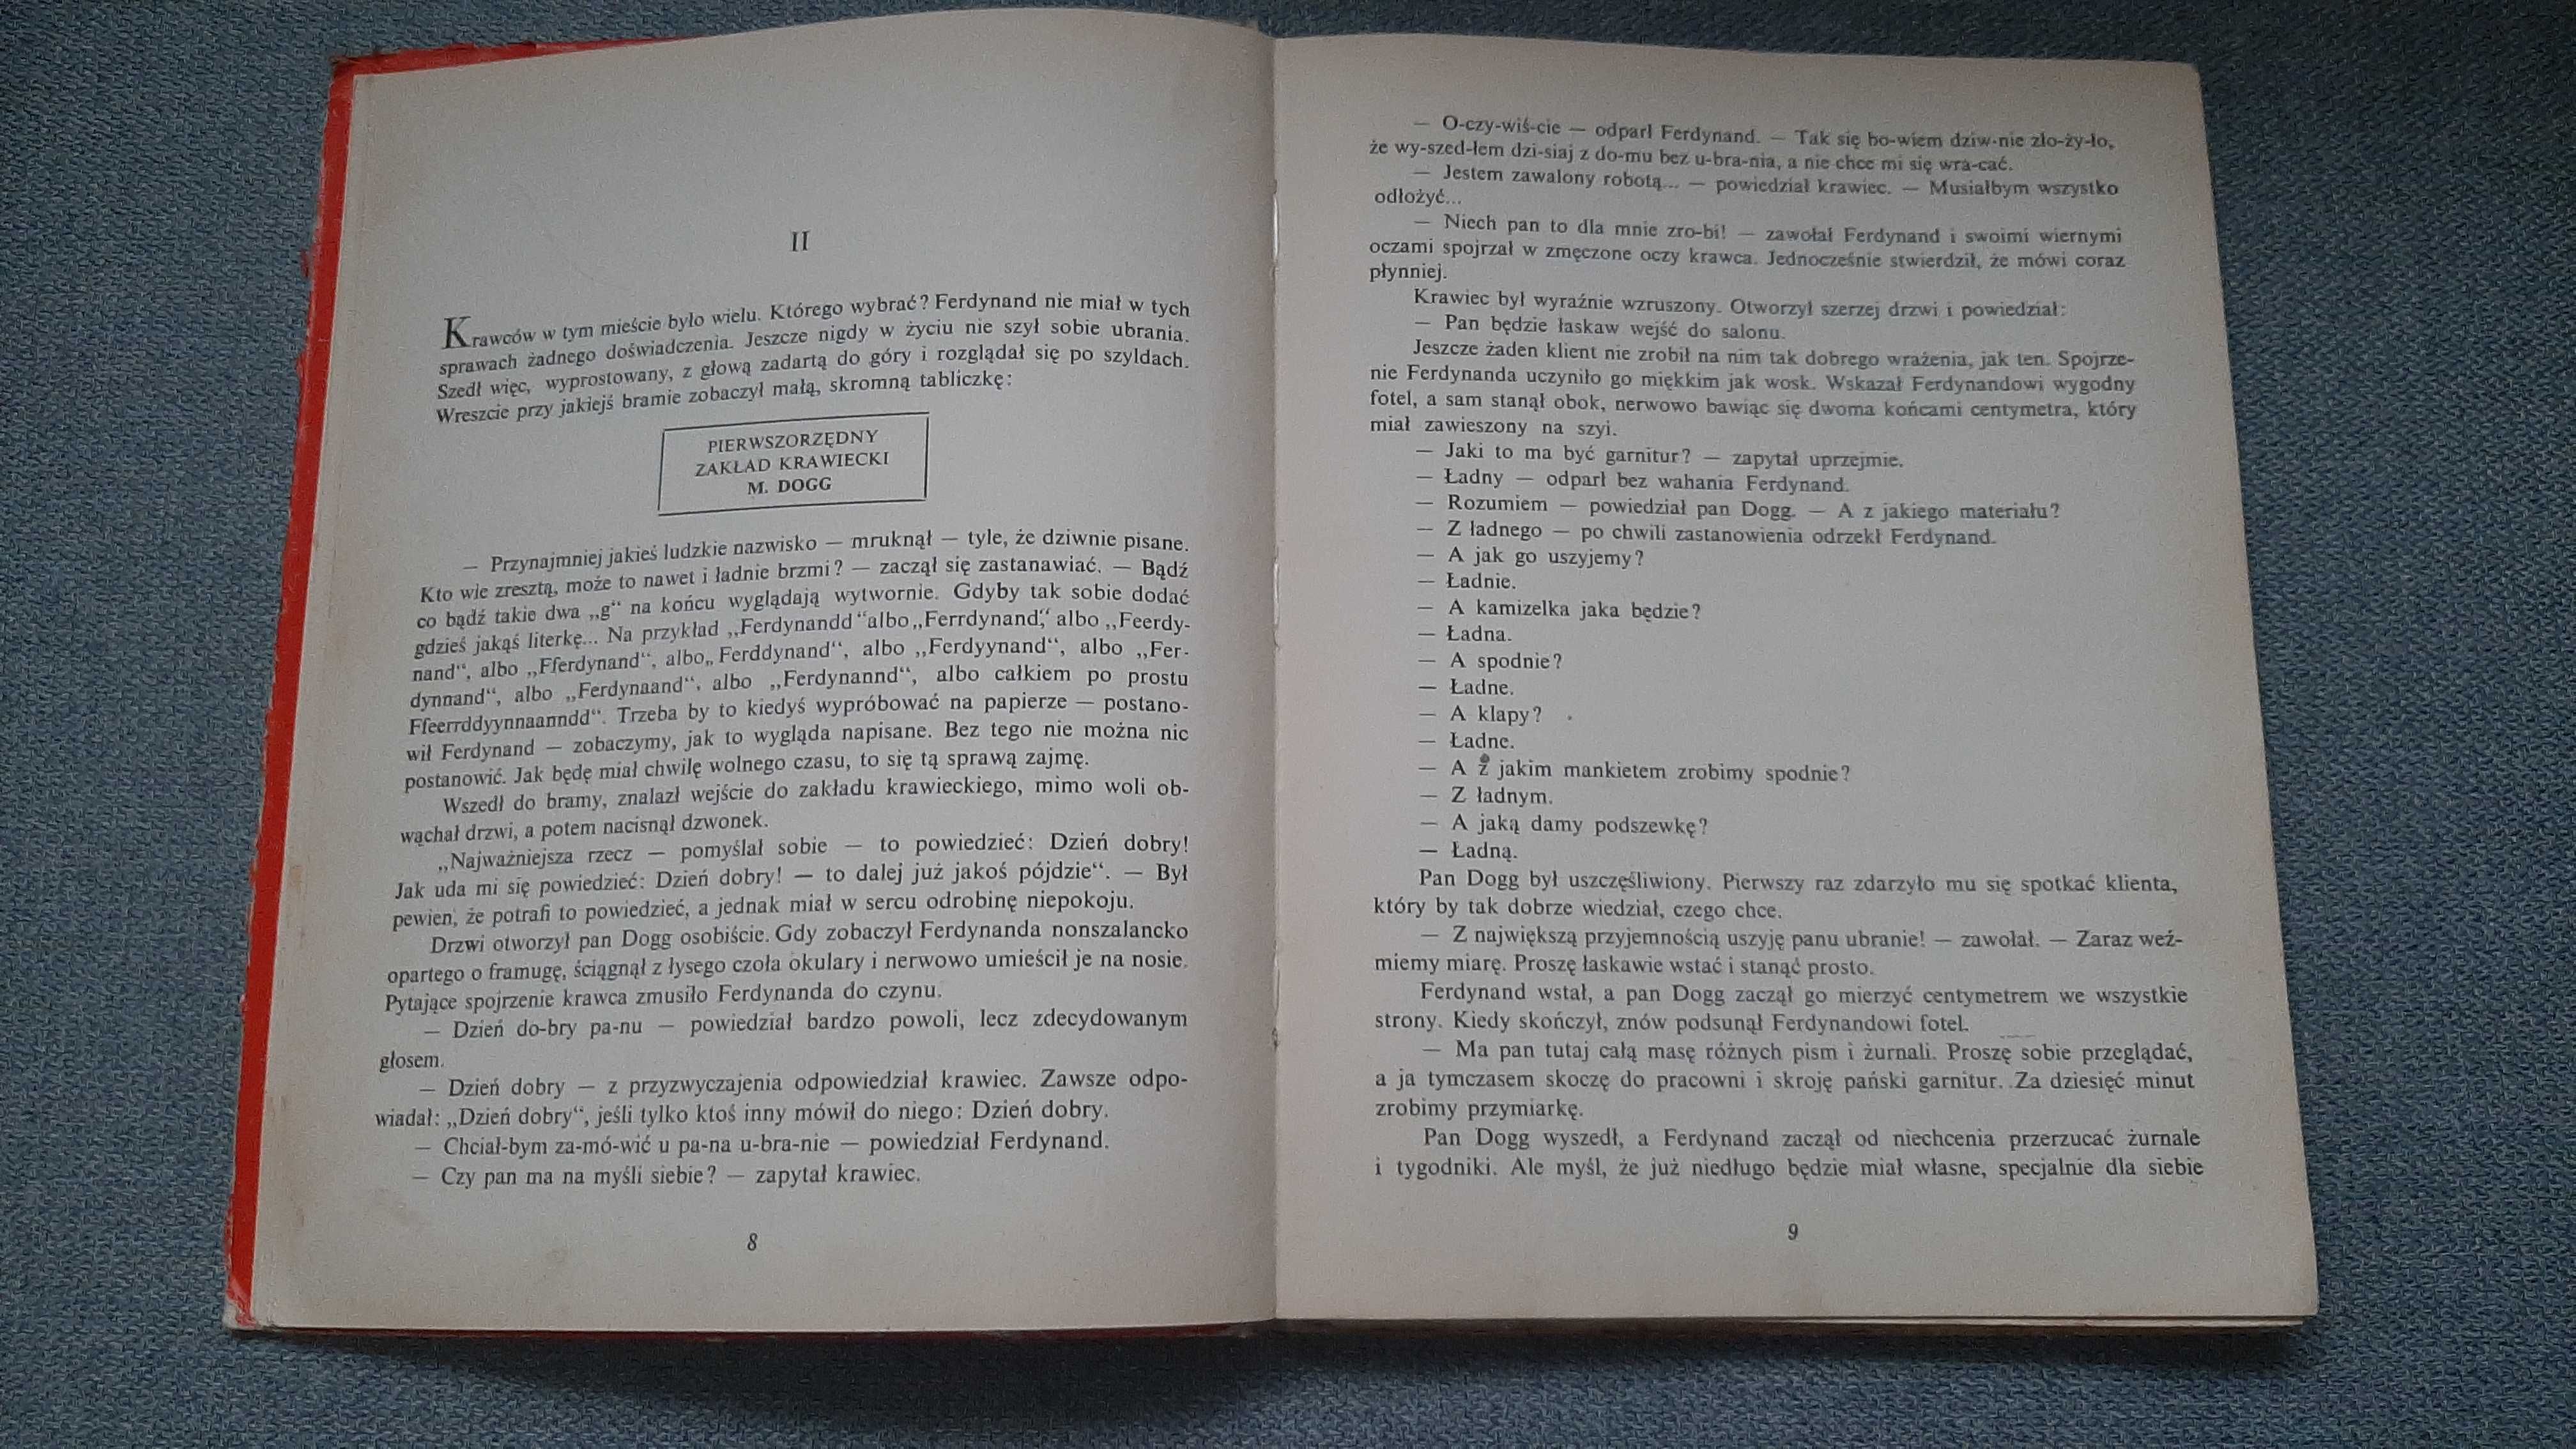 II
Krawców w tym mieście było wielu. Którego wybrać? Ferdynand nie miał w tych
sprawach żadnego doświadczenia. Jeszcze nigdy w życiu nie szył sobie ubrania.
Szedł więc, wyprostowany, z głową zadartą do góry i rozglądał się po szyldach.
Wreszcie przy jakiejś bramie zobaczył małą, skromną tabliczkę:
PIERWSZORZĘDNY
ZAKŁAD KRAWIECKI
M. DOGG
— Przynajmniej jakieś ludzkie nazwisko — mruknął — tyle, że dziwnie pisane.
Kto wie zresztą, może to nawet i ładnie brzmi? — zaczął się zastanawiać. — Bądź
co bądź takie dwa „g“ na końcu wyglądają wytwornie. Gdyby tak sobie dodać
gdzieś jakąś literkę... Na przykład „Ferdynandd“ albo „Ferrdynand“, albo „Feerdy-
nand“, albo „Fferdynand“, albo „Ferddynand“, albo „Ferdyynand“, albo „Fer-
dynnand“, albo „Ferdynaand“, albo „Ferdynannd“, albo całkiem po prostu
Ffeerrddyynnaanndd“. Trzeba by to kiedyś wypróbować na papierze — postano-
wił Ferdynand — zobaczymy, jak to wygląda napisane. Bez tego nie można nic
postanowić. Jak będę miał chwilę wolnego czasu, to się tą sprawą zajmę.
Wszedł do bramy, znalazł wejście do zakładu krawieckiego, mimo woli ob-
wąchał drzwi, a potem nacisnął dzwonek.
„Najważniejsza rzecz — pomyślał sobie — to powiedzieć: Dzień dobry!
Jak uda mi się powiedzieć: Dzień dobry! — to dalej już jakoś pójdzie“. — Był
pewien, że potrafi to powiedzieć, a jednak miał w sercu odrobinę niepokoju.
Drzwi otworzył pan Dogg osobiście. Gdy zobaczył Ferdynanda nonszalancko
opartego o framugę, ściągnął z łysego czoła okulary i nerwowo umieścił je na nosie.
Pytające spojrzenie krawca zmusiło Ferdynanda do czynu.
— Dzień do-bry pa-nu — powiedział bardzo powoli, lecz zdecydowanym
głosem.
— Dzień dobry — z przyzwyczajenia odpowiedział krawiec. Zawsze odpo-
wiadał: „Dzień dobry“, jeśli tylko ktoś inny mówił do niego: Dzień dobry.
— Chciał-bym za-mó-wić u pa-na u-bra-nie — powiedział Ferdynand.
— Czy pan ma na myśli siebie? — zapytał krawiec.
8
— O-czy-wiś-cie — odparł Ferdynand. — Tak się bo-wiem dziw-nie zło-ży-ło,
że wy-szed-łem dzi-siaj z do-mu bez u-bra-nia, a nie chce mi się wra-cać.
— Jestem zawalony robotą... — powiedział krawiec. — Musiałbym wszystko
odłożyć...
— Niech pan to dla mnie zro-bi! — zawołał Ferdynand i swoimi wiernymi
oczami spojrzał w zmęczone oczy krawca. Jednocześnie stwierdził, że mówi coraz
płynniej.
Krawiec był wyraźnie wzruszony. Otworzył szerzej drzwi i powiedział:
— Pan będzie łaskaw wejść do salonu.
Jeszcze żaden klient nie zrobił na nim tak dobrego wrażenia, jak ten. Spojrze-
nie Ferdynanda uczyniło go miękkim jak wosk. Wskazał Ferdynandowi wygodny
fotel, a sam stanął obok, nerwowo bawiąc się dwoma końcami centymetra, który
miał zawieszony na szyi.
— Jaki to ma być garnitur? — zapytał uprzejmie.
— Ładny — odparł bez wahania Ferdynand.
— Rozumiem — powiedział pan Dogg. — A z jakiego materiału?
— Z ładnego — po chwili zastanowienia odrzekł Ferdynand.
— A jak go uszyjemy?
— Ładnie.
— A kamizelka jaka będzie?
— Ładna.
— A spodnie?
— Ładne.
— A klapy?
— Ładne.
— A z jakim mankietem zrobimy spodnie?
— Z ładnym.
— A jaką damy podszewkę?
— Ładną.
Pan Dogg był uszczęśliwiony. Pierwszy raz zdarzyło mu się spotkać klienta,
który by tak dobrze wiedział, czego chce.
— Z największą przyjemnością uszyję panu ubranie! — zawołał. — Zaraz weź-
miemy miarę. Proszę łaskawie wstać i stanąć prosto.
Ferdynand wstał, a pan Dogg zaczął go mierzyć centymetrem we wszystkie
strony. Kiedy skończył, znów podsunął Ferdynandowi fotel.
— Ma pan tutaj całą masę różnych pism i żurnali. Proszę sobie przeglądać,
a ja tymczasem skoczę do pracowni i skroję pański garnitur. Za dziesięć minut
zrobimy przymiarkę.
Pan Dogg wyszedł, a Ferdynand zaczął od niechcenia przerzucać żurnale
i tygodniki. Ale myśl, że już niedługo będzie miał własne, specjalnie dla siebie
9